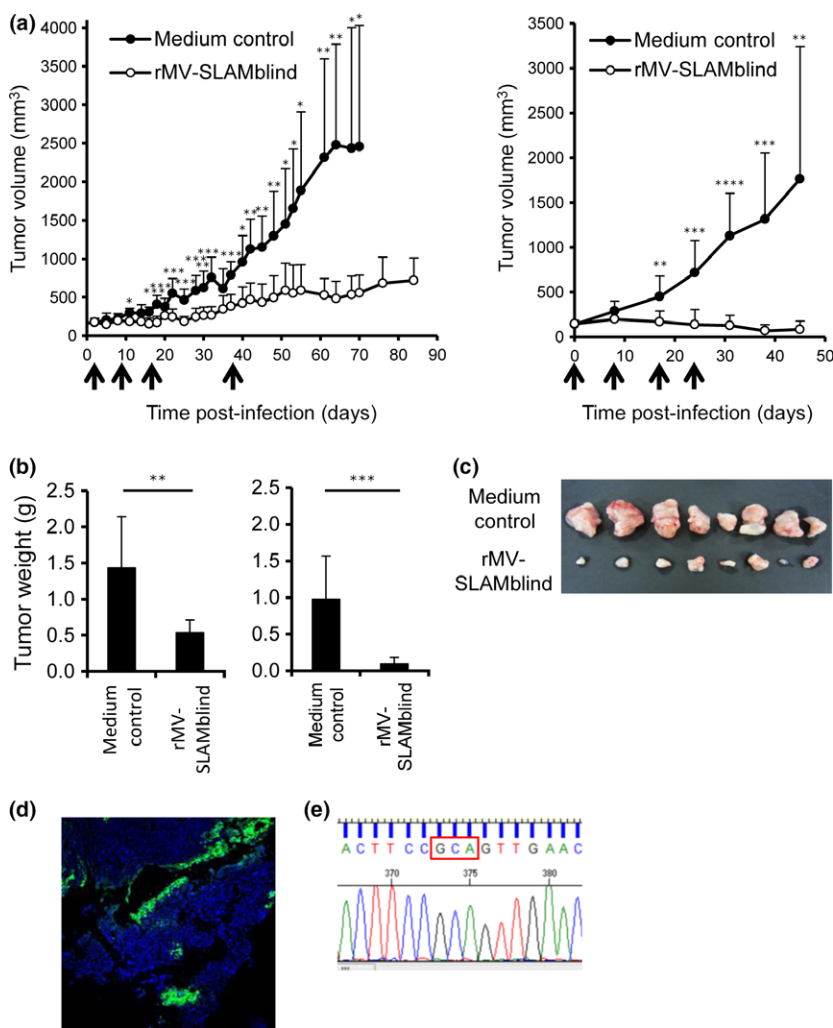 (a)
4000
3500
3000
2500
2000
1500
1000
500
0
Tumor volume (mm³)
Medium control
rMV-SLAMblind
0 10 20 30 40 50 60 70 80 90
Time post-infection (days)
3500
3000
2500
2000
1500
1000
500
0
Tumor volume (mm³)
Medium control
rMV-SLAMblind
** *** **** *** **
0 10 20 30 40 50
Time post-infection (days)
(b)
Tumor weight (g)
**
2.5
2.0
1.5
1.0
0.5
0.0
Medium
control
rMV-
SLAMblind
***
2.5
2.0
1.5
1.0
0.5
0.0
Medium
control
rMV-
SLAMblind
(c)
Medium
control
rMV-
SLAMblind
(d)
(e)
A C T T C C G C A G T T G A A C
370 375 380